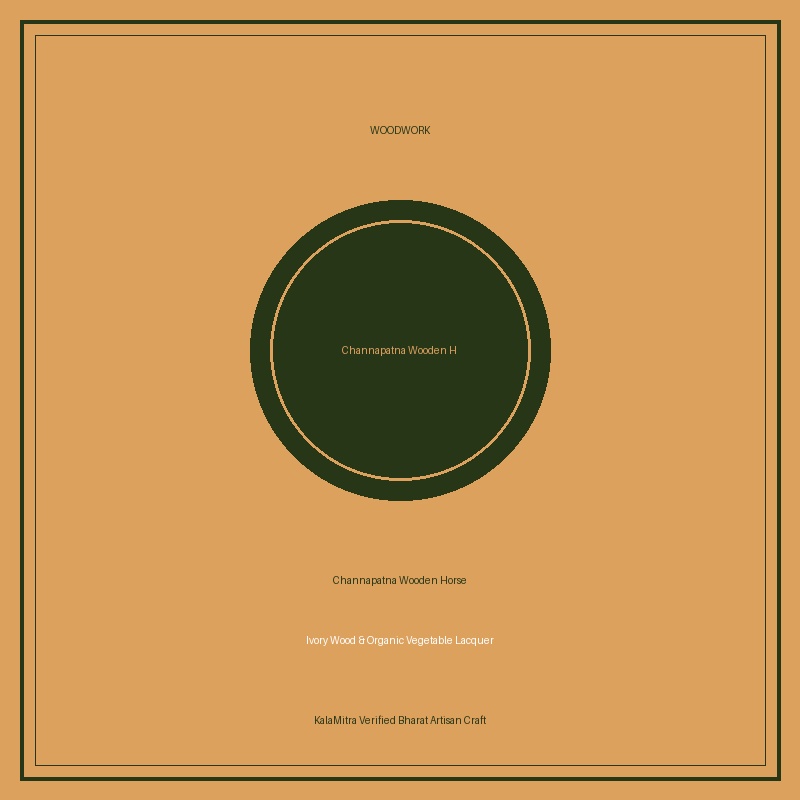 WOODWORK
Channapatna Wooden H
Channapatna Wooden Horse
Ivory Wood & Organic Vegetable Lacquer
KalaMitra Verified Bharat Artisan Craft